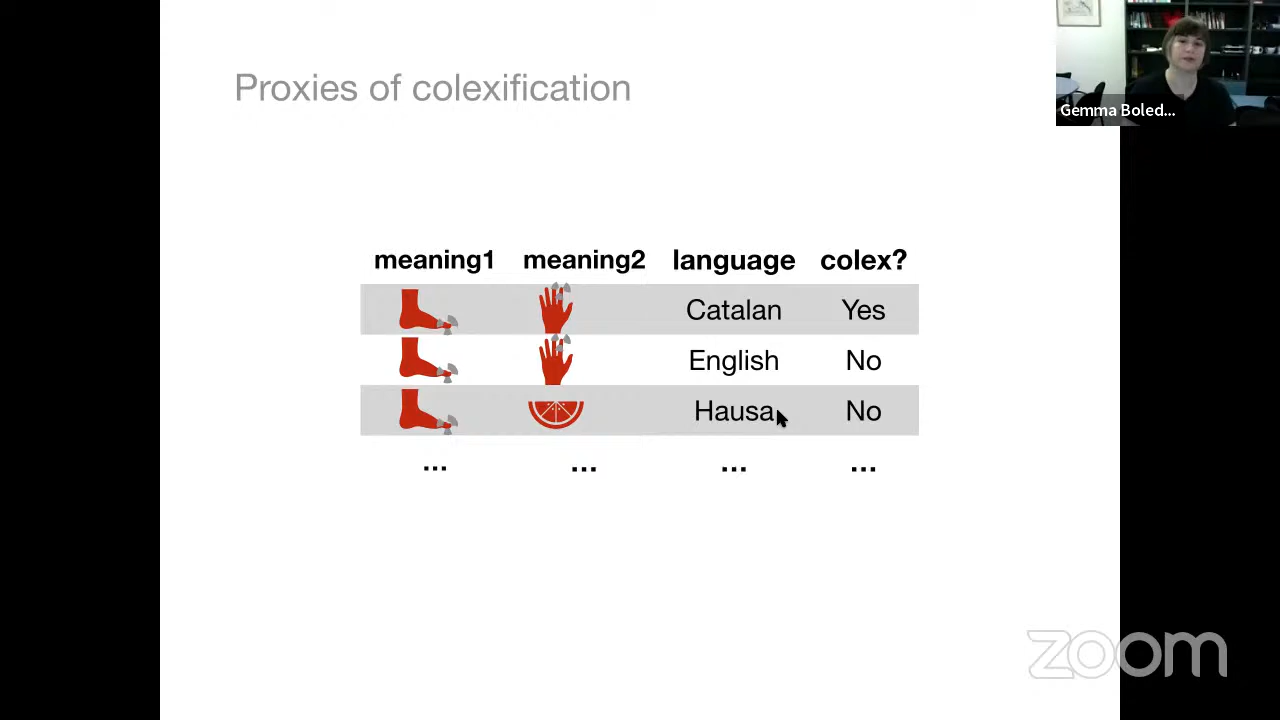 Proxies of colexification
Gemma Boled...
meaning1 meaning2 language colex?
Catalan Yes
English No
Hausa No
... ... ... ...
zoom